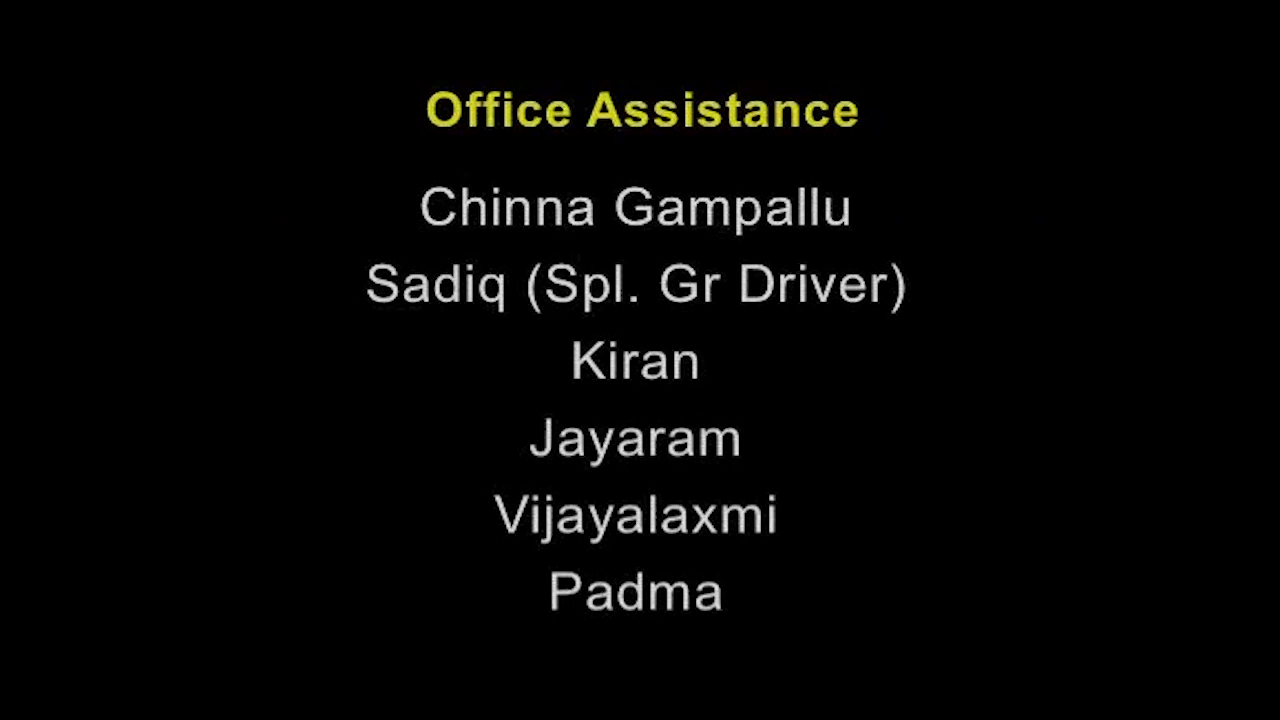 Office Assistance
Chinna Gampallu
Sadiq (Spl. Gr Driver)
Kiran
Jayaram
Vijayalaxmi
Padma